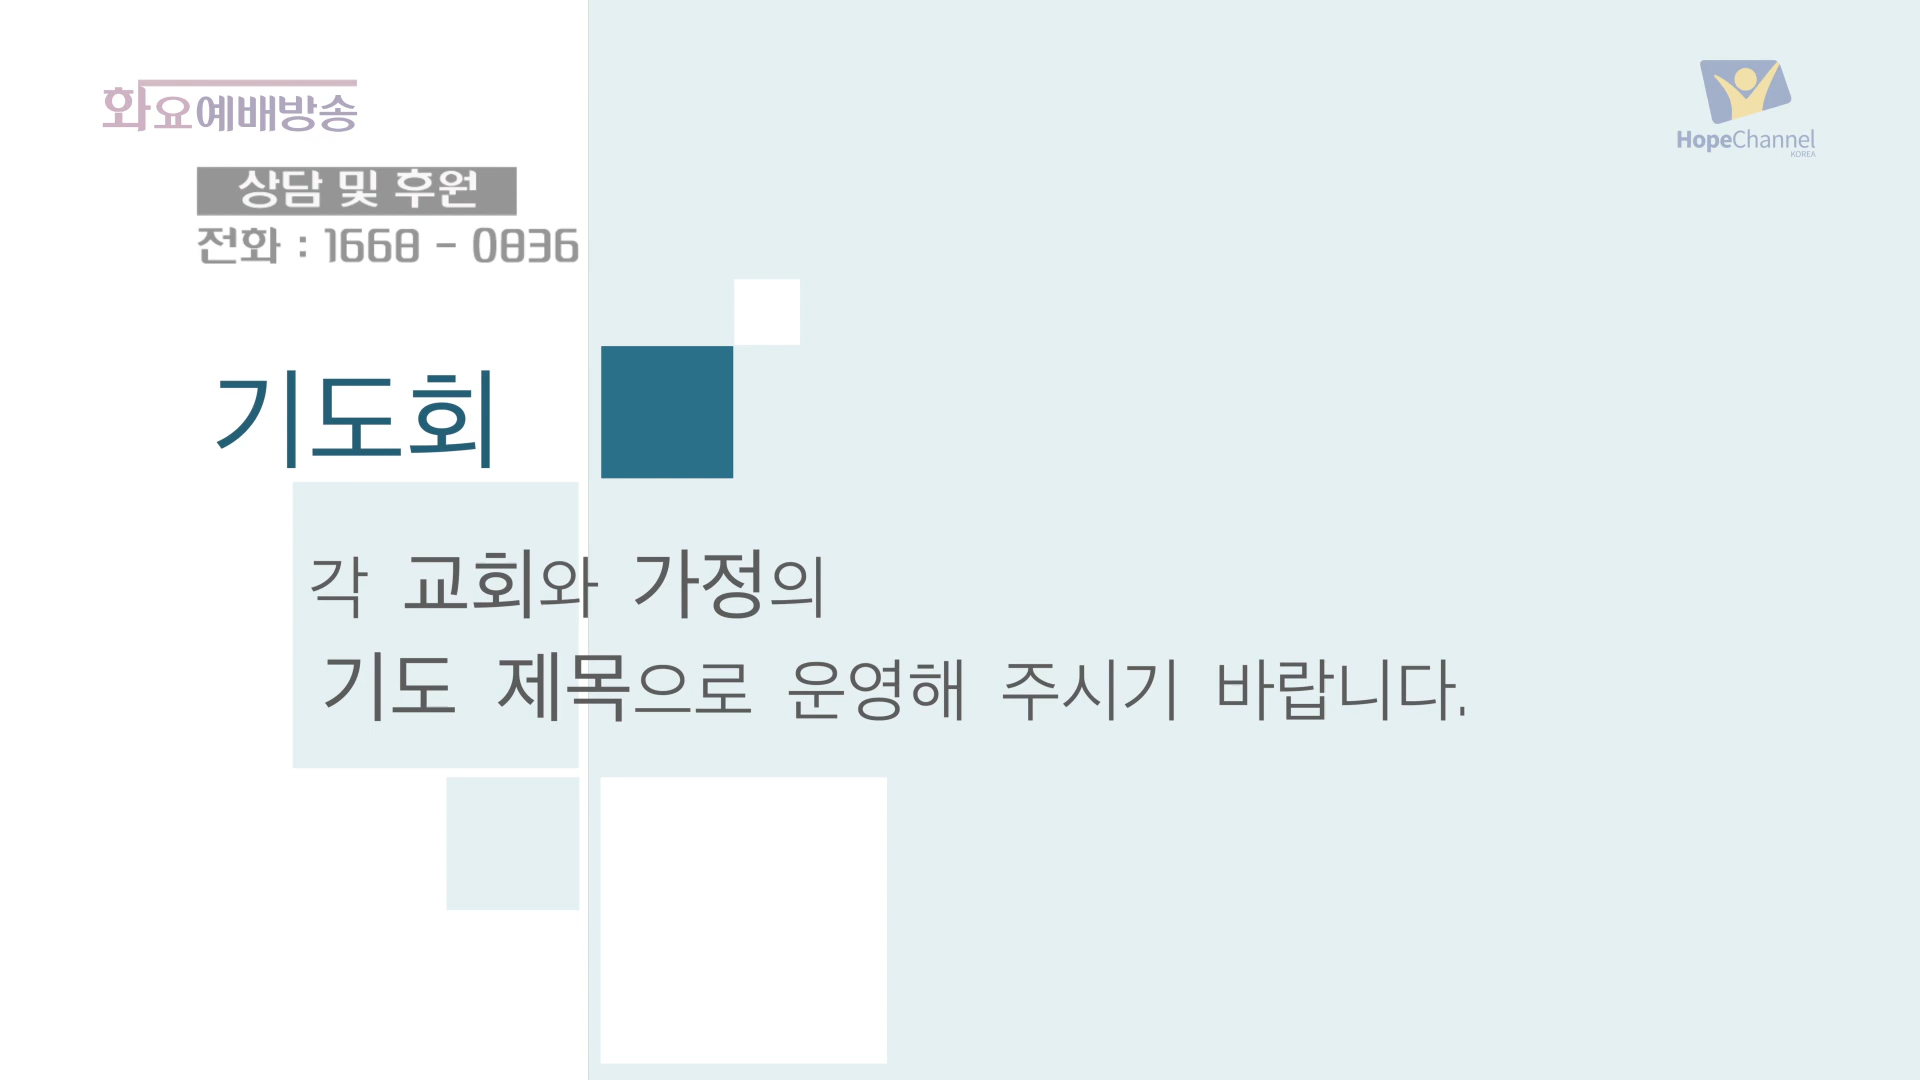 화요예배방송
HopeChannel
KOREA
상담 및 후원
전화 : 1668 - 0836
기도회
각 교회와 가정의
기도 제목으로 운영해 주시기 바랍니다.